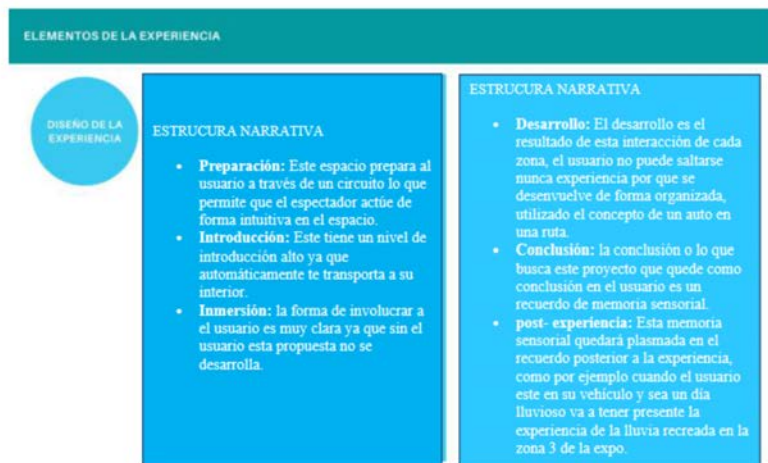 ELEMENTOS DE LA EXPERIENCIA
DISEÑO DE LA
EXPERIENCIA
ESTRUCURA NARRATIVA
• Preparación: Este espacio prepara al
usuario a través de un circuito lo que
permite que el espectador actúe de
forma intuitiva en el espacio.
• Introducción: Este tiene un nivel de
introducción alto ya que
automáticamente te transporta a su
interior.
• Inmersión: la forma de involucrar a
el usuario es muy clara ya que sin el
usuario esta propuesta no se
desarrolla.
ESTRUCURA NARRATIVA
• Desarrollo: El desarrollo es el
resultado de esta interacción de cada
zona, el usuario no puede saltarse
nunca experiencia por que se
desenvuelve de forma organizada,
utilizado el concepto de un auto en
una ruta.
• Conclusión: la conclusión o lo que
busca este proyecto que quede como
conclusión en el usuario es un
recuerdo de memoria sensorial.
• post- experiencia: Esta memoria
sensorial quedará plasmada en el
recuerdo posterior a la experiencia,
como por ejemplo cuando el usuario
este en su vehículo y sea un día
lluvioso va a tener presente la
experiencia de la lluvia recreada en la
zona 3 de la expo.